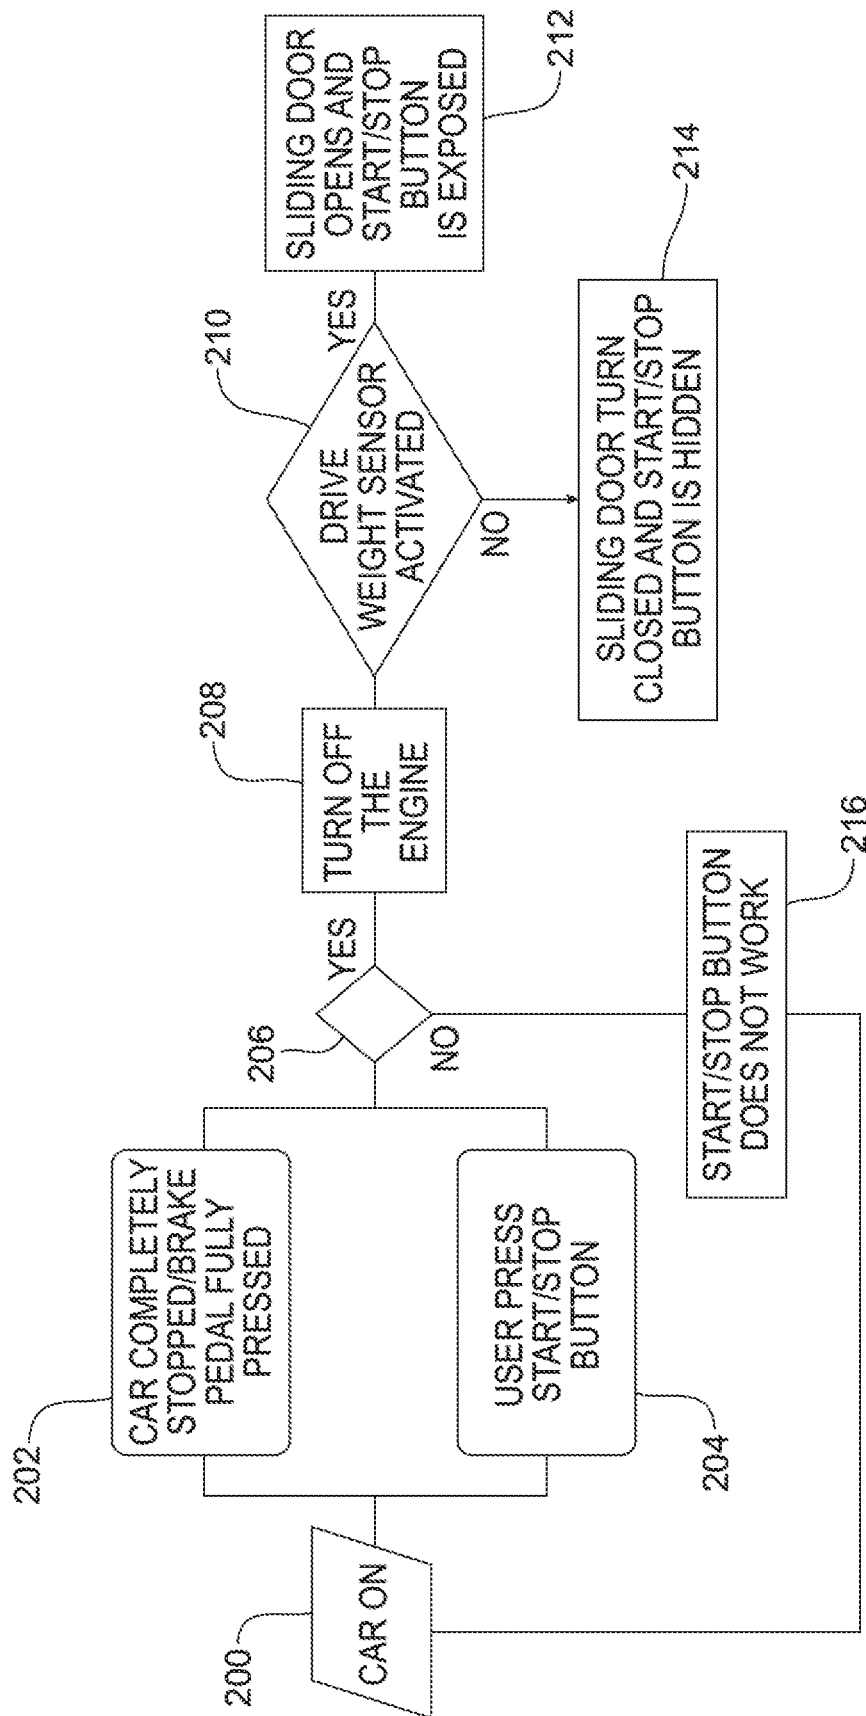 200
CAR ON
202
CAR COMPLETELY
STOPPED/BRAKE
PEDAL FULLY
PRESSED
USER PRESS
START/STOP
BUTTON
204
206
YES
NO
208
TURN OFF
THE
ENGINE
START/STOP BUTTON
DOES NOT WORK
216
210
DRIVE
WEIGHT SENSOR
ACTIVATED
YES
NO
SLIDING DOOR
OPENS AND
START/STOP
BUTTON
IS EXPOSED
212
SLIDING DOOR TURN
CLOSED AND START/STOP
BUTTON IS HIDDEN
214